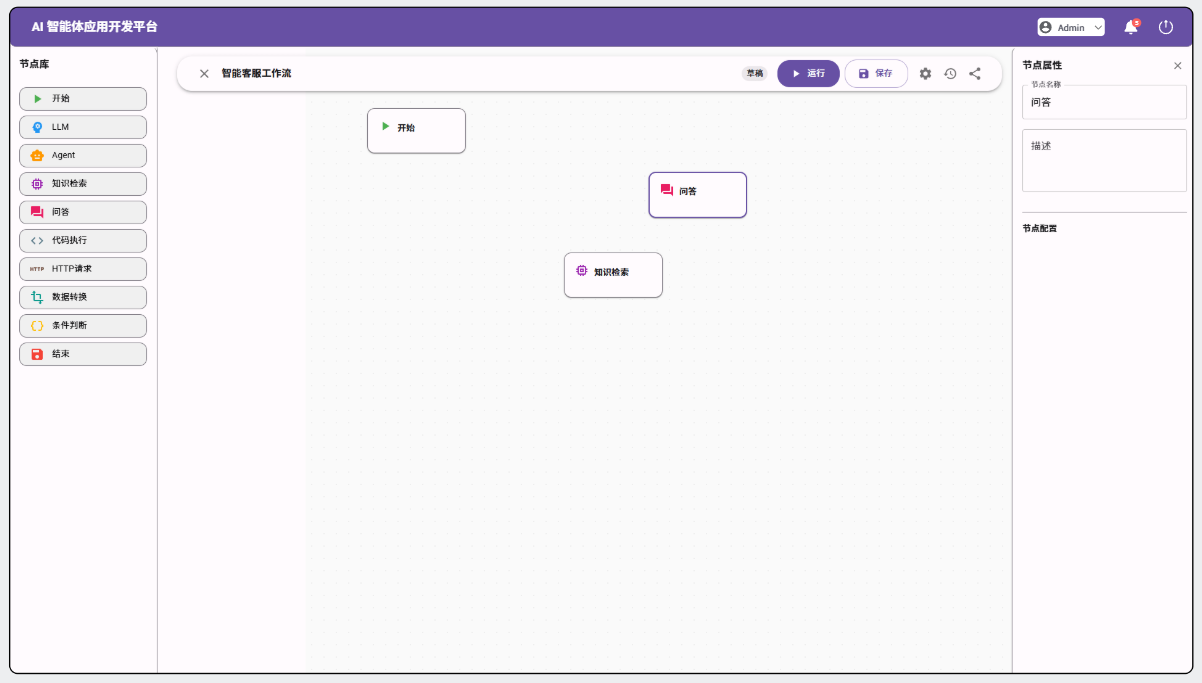 AI 智能体应用开发平台
Admin
3
节点库
开始
LLM
Agent
知识检索
问答
代码执行
HTTP
HTTP请求
数据转换
条件判断
结束
智能客服工作流
草稿
运行
保存
开始
问答
知识检索
节点属性
节点名称
问答
描述
节点配置